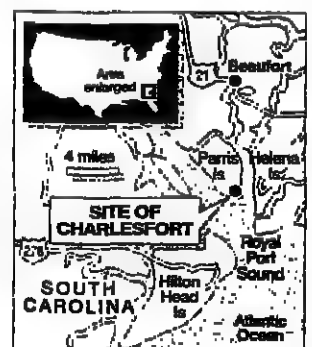 Area
enlarged
21
Beaufort
4 miles
Parris
Is
Helena
Is
SITE OF
CHARLESFORT
278
Royal
Port
Sound
SOUTH
CAROLINA
Hilton
Head
Is
Atlantic
Ocean